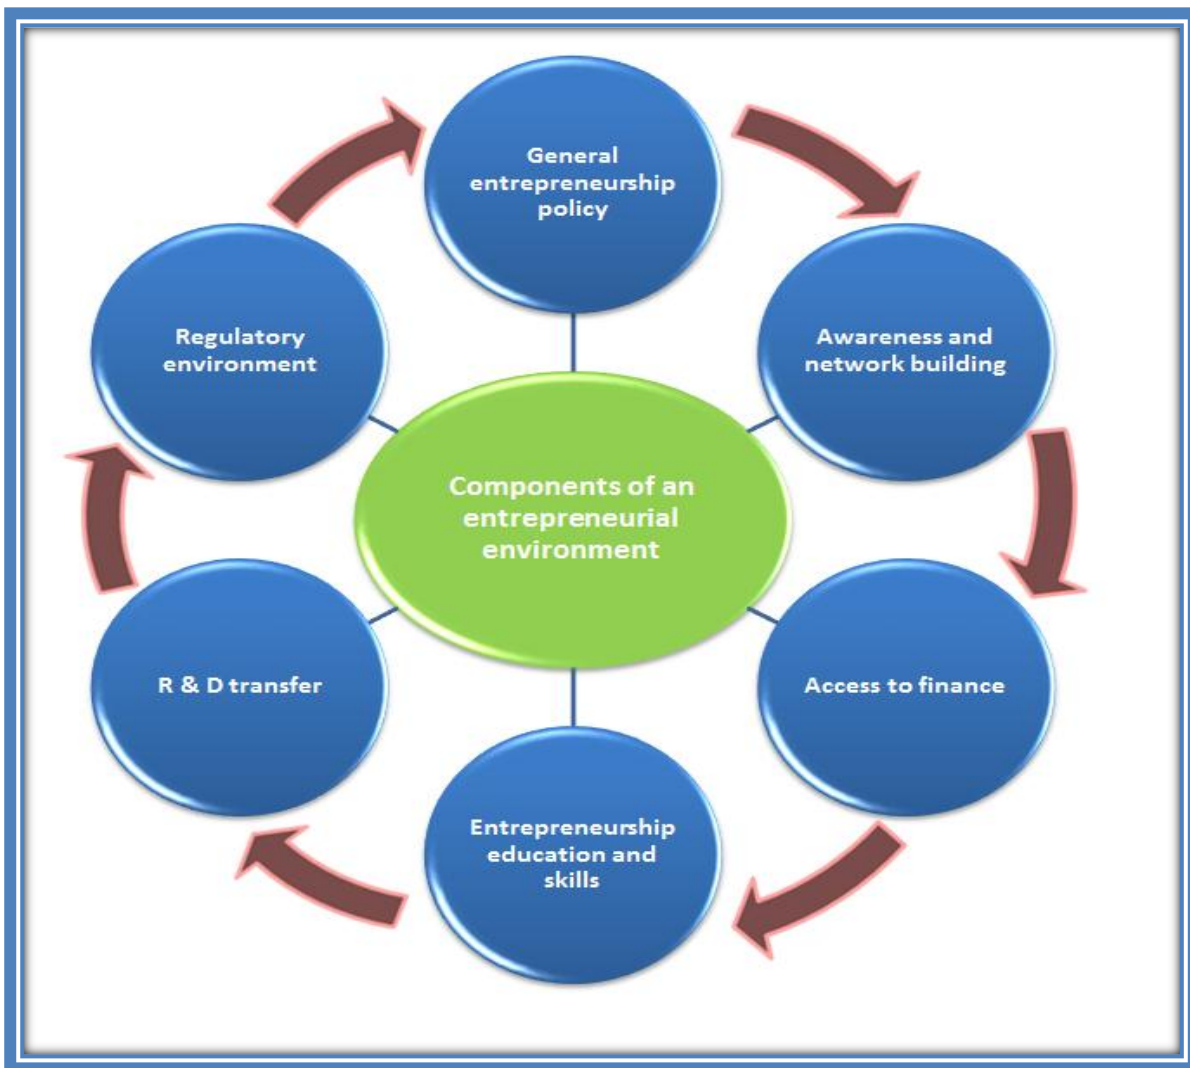 General
entrepreneurship
policy
Awareness and
network building
Access to finance
Entrepreneurship
education and
skills
R & D transfer
Regulatory
environment
Components of an
entrepreneurial
environment